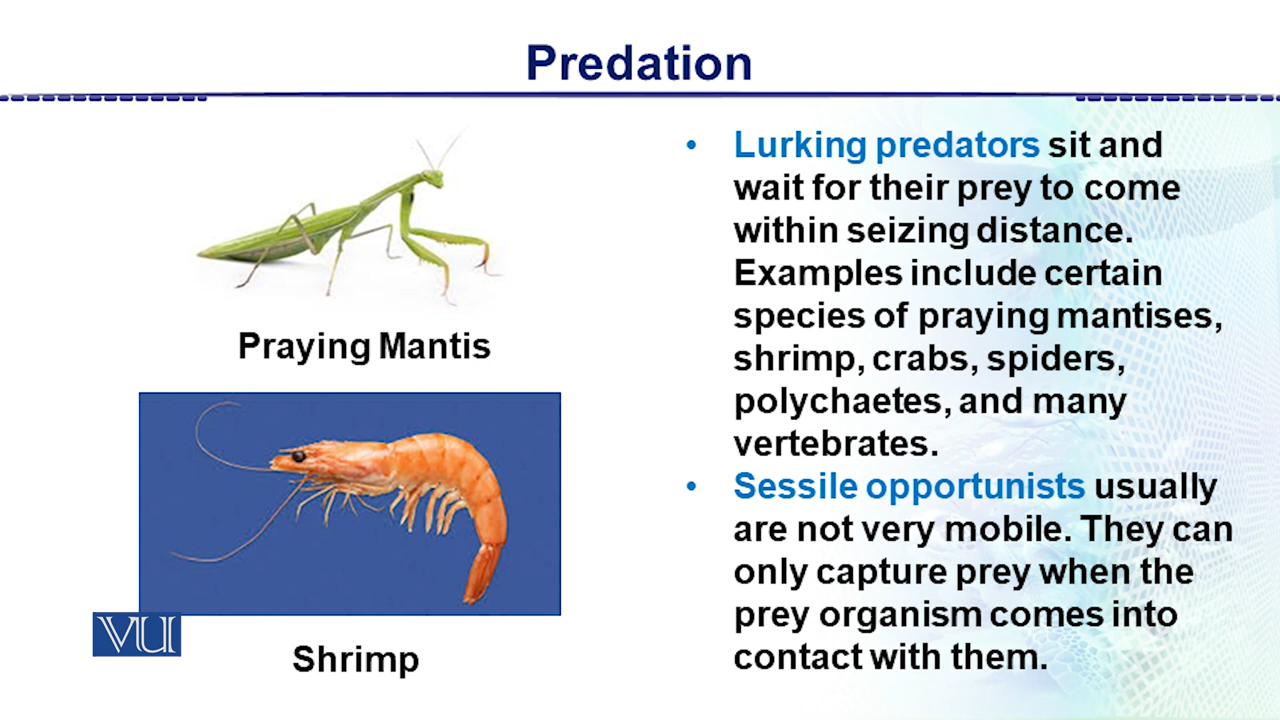 Predation
Praying Mantis
VU
Shrimp
• Lurking predators sit and
wait for their prey to come
within seizing distance.
Examples include certain
species of praying mantises,
shrimp, crabs, spiders,
polychaetes, and many
vertebrates.
• Sessile opportunists usually
are not very mobile. They can
only capture prey when the
prey organism comes into
contact with them.